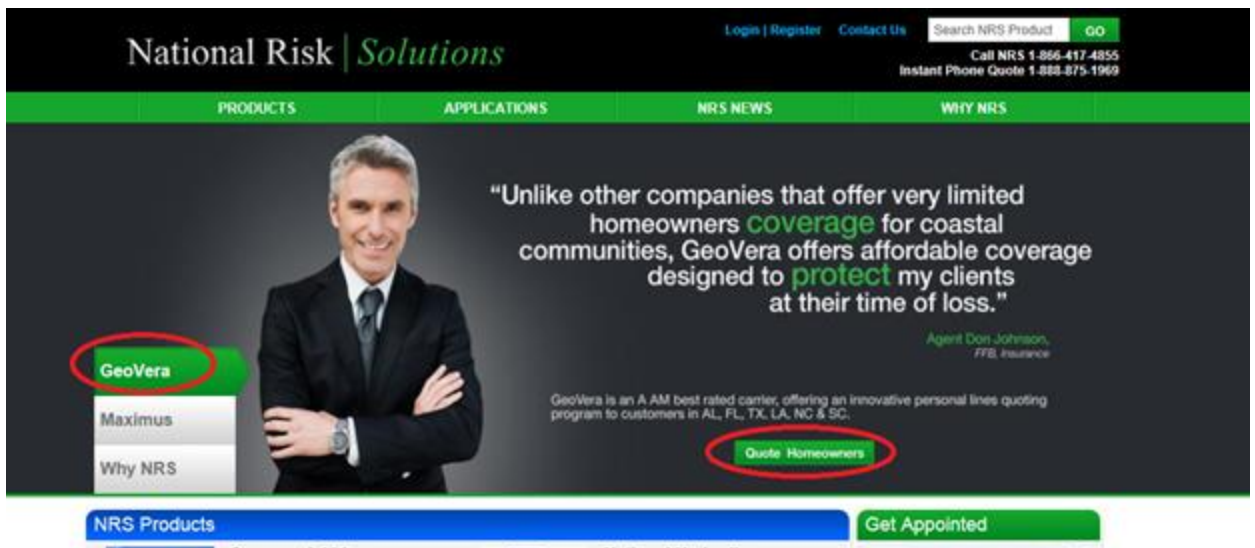 Login | Register Contact Us Search NRS Product GO
National Risk | Solutions
Call NRS 1-866-417-4855
Instant Phone Quote 1-888-875-1969
PRODUCTS APPLICATIONS NRS NEWS WHY NRS
“Unlike other companies that offer very limited
homeowners coverage for coastal
communities, GeoVera offers affordable coverage
designed to protect my clients
at their time of loss.”
Agent Don Johnson,
FFB, Insurance
GeoVera
Maximus
Why NRS
GeoVera is an A AM best rated carrier, offering an innovative personal lines quoting
program to customers in AL, FL, TX, LA, NC & SC.
Quote Homeowners
NRS Products
Get Appointed